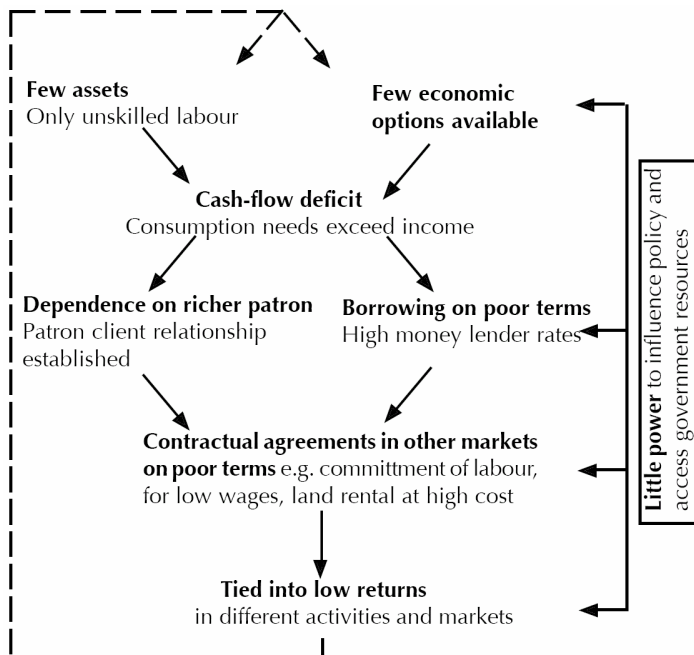 Few assets
Only unskilled labour
Few economic
options available
Cash-flow deficit
Consumption needs exceed income
Dependence on richer patron
Patron client relationship
established
Borrowing on poor terms
High money lender rates
Contractual agreements in other markets
on poor terms e.g. committment of labour,
for low wages, land rental at high cost
Tied into low returns
in different activities and markets
Little power to influence policy and
access government resources